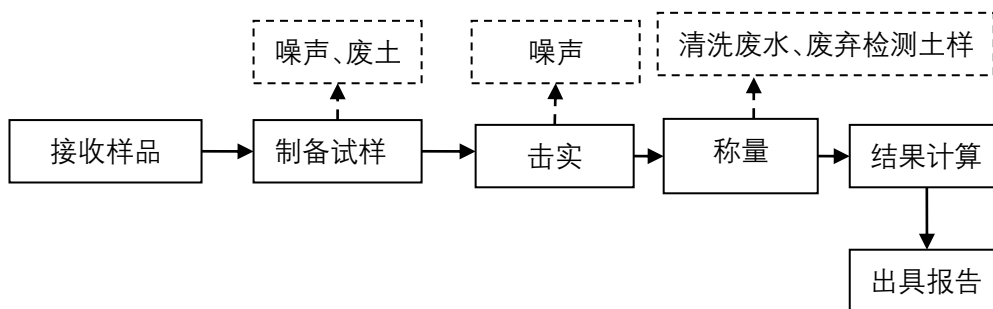 噪声、废土
噪声
清洗废水、废弃检测土样
接收样品
制备试样
击实
称量
结果计算
出具报告